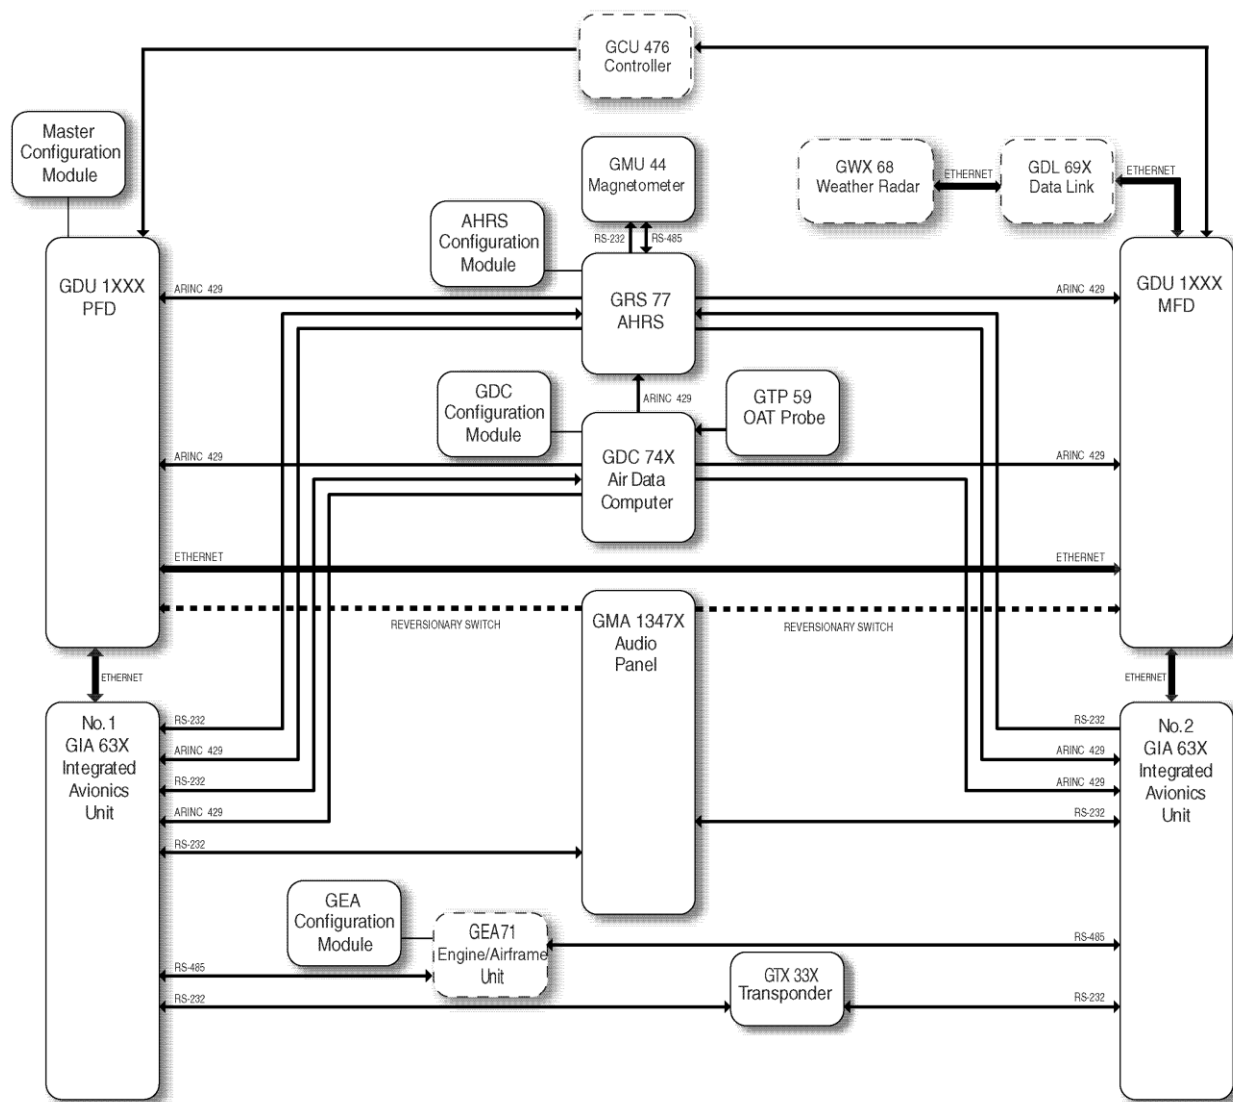 GCU 476
Controller
Master
Configuration
Module
GMU 44
Magnetometer
GWX 68
Weather Radar
ETHERNET
GDL 69X
Data Link
ETHERNET
AHRS
Configuration
Module
RS-232
RS-485
GDU 1XXX
PFD
ARINC 429
GRS 77
AHRS
ARINC 429
GDU 1XXX
MFD
GDC
Configuration
Module
ARINC 429
GTP 59
OAT Probe
ARINC 429
GDC 74X
Air Data
Computer
ARINC 429
ETHERNET
ETHERNET
REVERSIONARY SWITCH
GMA 1347X
Audio
Panel
REVERSIONARY SWITCH
ETHERNET
ETHERNET
No.1
GIA 63X
Integrated
Avionics
Unit
RS-232
ARINC 429
RS-232
ARINC 429
RS-232
RS-232
ARINC 429
ARINC 429
RS-232
No.2
GIA 63X
Integrated
Avionics
Unit
GEA
Configuration
Module
GEA71
Engine/Airframe
Unit
RS-485
RS-485
GTX 33X
Transponder
RS-232
RS-232